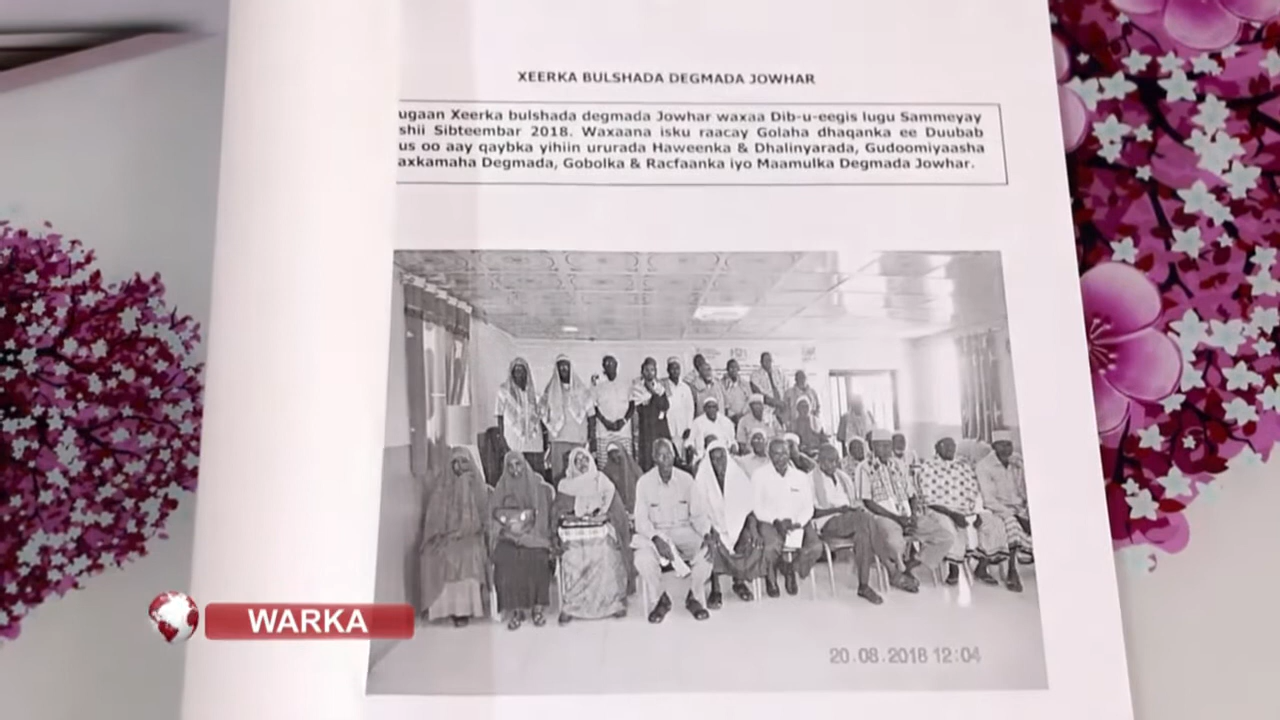 XEERKA BULSHADA DEGMADA JOWHAR
ugaan Xeerka bulshada degmada Jowhar waxaa Dib-u-eegis lugu Sammeyay
shii Sibteembar 2018. Waxaana isku raacay Golaha dhaqanka ee Duubab
us oo aay qaybka yihiin ururada Haweenka & Dhalinyarada, Gudoomiyaasha
axkamaha Degmada, Gobolka & Racfaanka iyo Maamulka Degmada Jowhar.
WARKA
20.08.2018 12:04